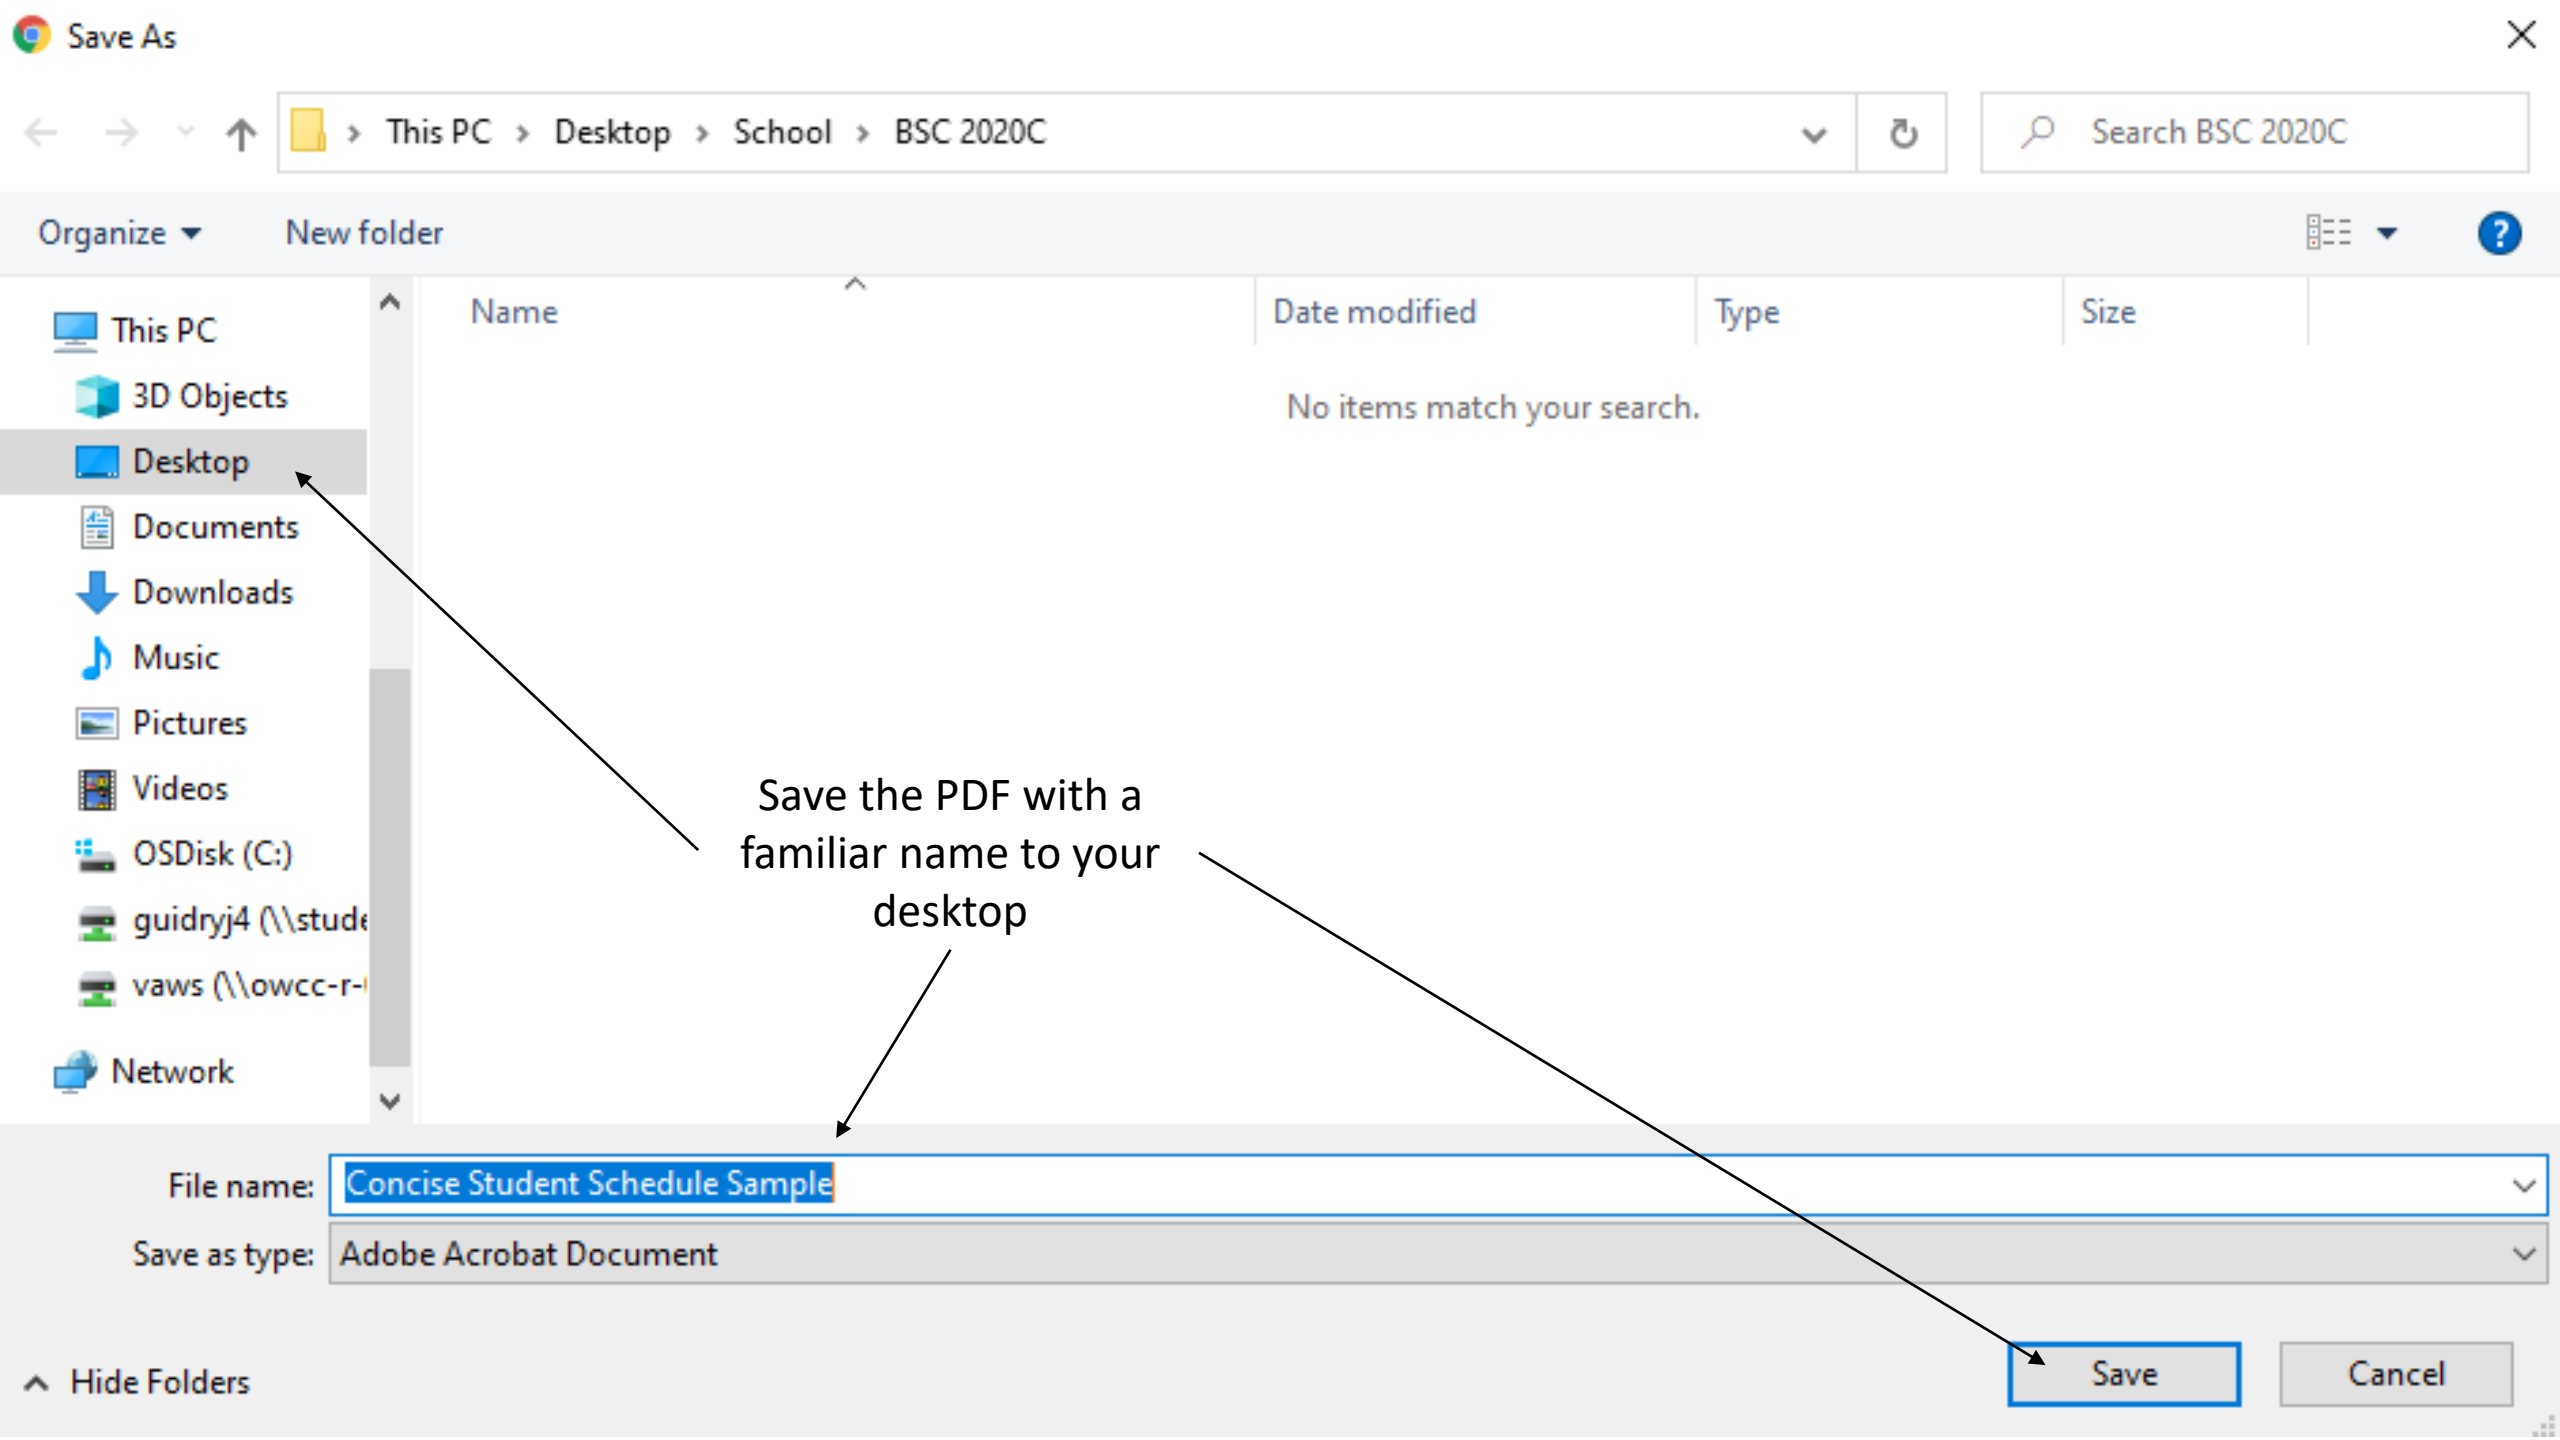 Save As
This PC > Desktop > School > BSC 2020C
Search BSC 2020C
Organize
New folder
?
Name
Date modified
Type
Size
No items match your search.
This PC
3D Objects
Desktop
Documents
Downloads
Music
Pictures
Videos
OSDisk (C:)
guidryj4 (\\stude
vaws (\\owcc-r-
Network
Save the PDF with a
familiar name to your
desktop
File name: Concise Student Schedule Sample
Save as type: Adobe Acrobat Document
Hide Folders
Save
Cancel